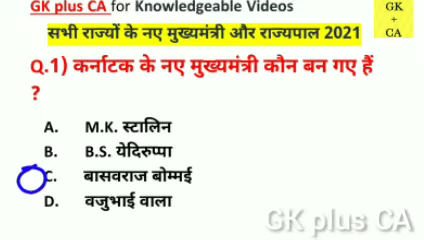 GK plus CA for Knowledgeable Videos
GK
+
CA
सभी राज्यों के नए मुख्यमंत्री और राज्यपाल 2021
Q.1) कर्नाटक के नए मुख्यमंत्री कौन बन गए हैं
?
A. M.K. स्टालिन
B. B.S. येदिरुप्पा
C. बासवराज बोम्मई
D. वजुभाई वाला
GK plus CA